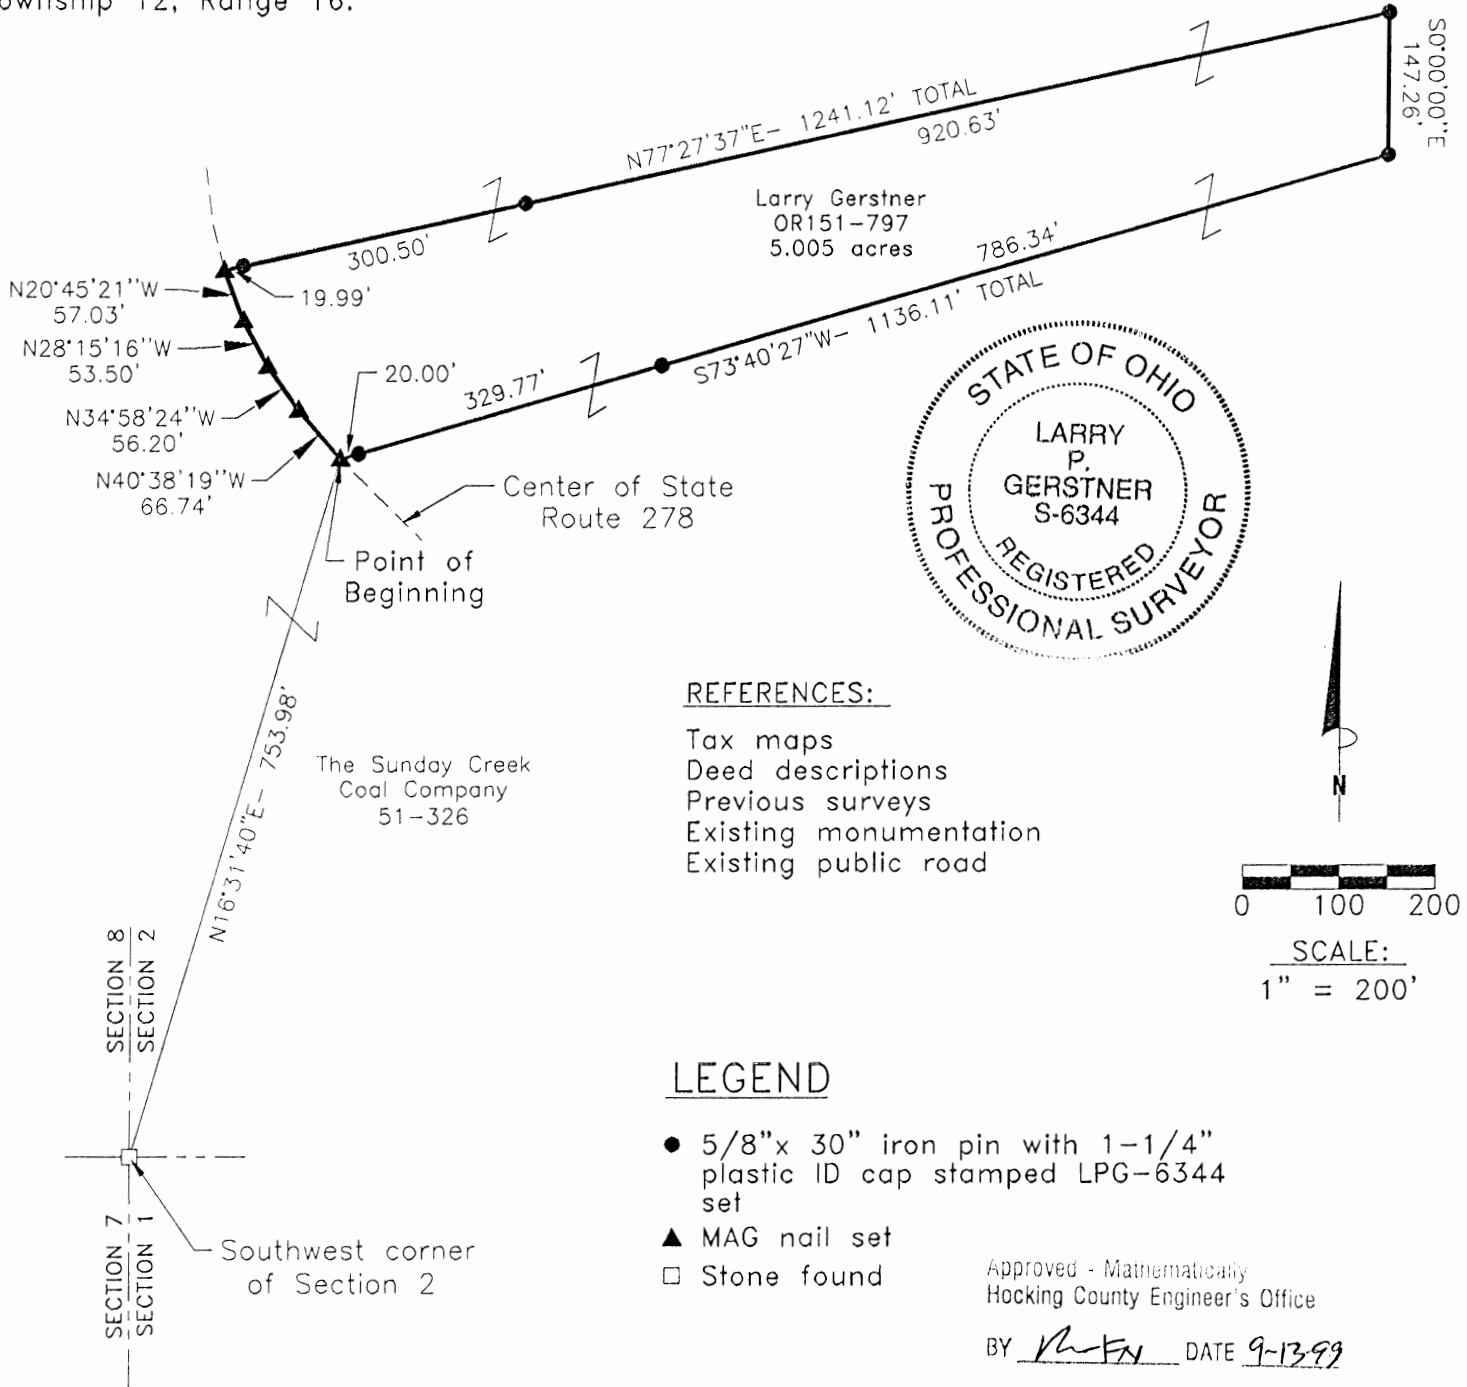 ownship 12, Range 16.
S0°00'00"E
147.26'
N77°27'37"E- 1241.12' TOTAL
920.63'
Larry Gerstner
OR151-797
5.005 acres
300.50'
786.34'
S73°40'27"W- 1136.11' TOTAL
19.99'
N20°45'21"W
57.03'
N28°15'16"W
53.50'
N34°58'24"W
56.20'
N40°38'19"W
66.74'
20.00'
329.77'
Center of State
Route 278
Point of
Beginning
STATE OF OHIO
LARRY
P.
GERSTNER
S-6344
REGISTERED
PROFESSIONAL SURVEYOR
N16°31'40"E- 753.98'
The Sunday Creek
Coal Company
51-326
REFERENCES:
Tax maps
Deed descriptions
Previous surveys
Existing monumentation
Existing public road
N
0 100 200
SCALE:
1" = 200'
SECTION 8
SECTION 2
SECTION 7
SECTION 1
Southwest corner
of Section 2
LEGEND
5/8"x 30" iron pin with 1-1/4"
plastic ID cap stamped LPG-6344
set
MAG nail set
Stone found
Approved - Mathematically
Hocking County Engineer's Office
BY DATE 9-13-99